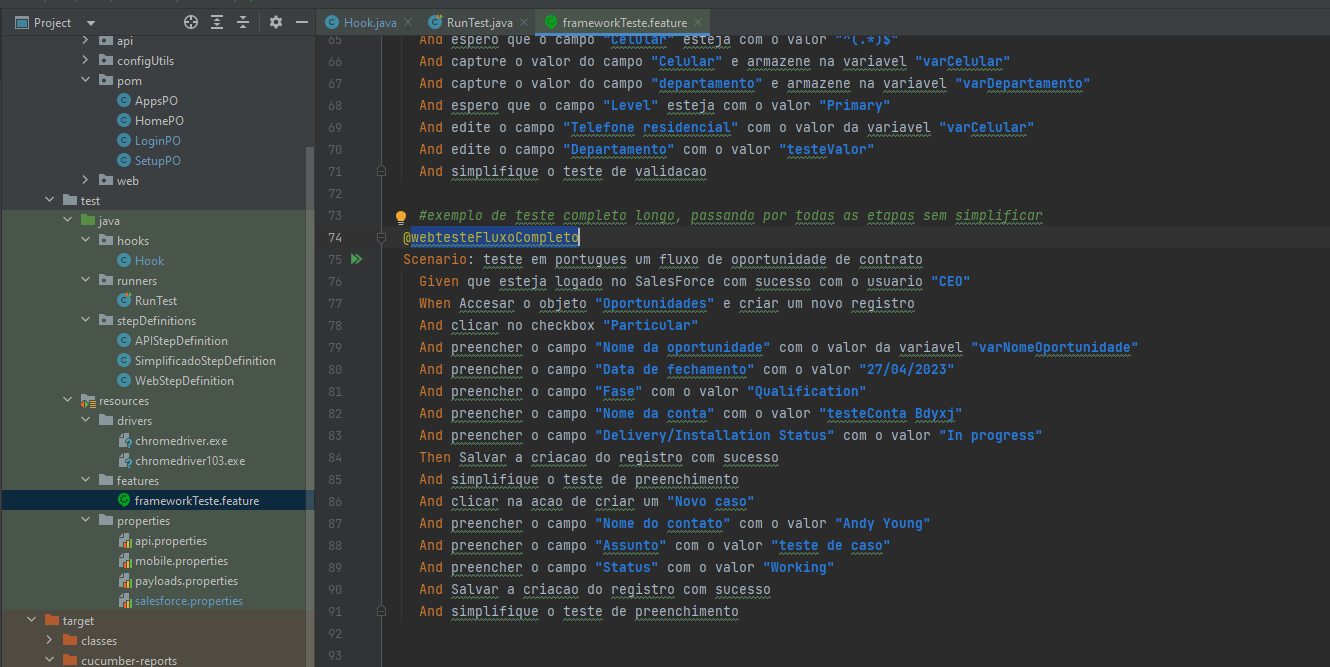 Project
Hook.java
RunTest.java
frameworkTeste.feature
api
configUtils
pom
AppsPO
HomePO
LoginPO
SetupPO
web
test
java
hooks
Hook
runners
RunTest
stepDefinitions
APIStepDefinition
SimplificadoStepDefinition
WebStepDefinition
resources
drivers
chromedriver.exe
chromedriver103.exe
features
frameworkTeste.feature
properties
api.properties
mobile.properties
payloads.properties
salesforce.properties
target
classes
cucumber-reports
65 And espero que o campo "Celular" esteja com o valor "^(.*)$"
66 And capture o valor do campo "Celular" e armazene na variavel "varCelular"
67 And capture o valor do campo "departamento" e armazene na variavel "varDepartamento"
68 And espero que o campo "Level" esteja com o valor "Primary"
69 And edite o campo "Telefone residencial" com o valor da variavel "varCelular"
70 And edite o campo "Departamento" com o valor "testeValor"
71 And simplifique o teste de validacao
72
73 #exemplo de teste completo longo, passando por todas as etapas sem simplificar
74 @webtesteFluxoCompleto
75 Scenario: teste em portugues um fluxo de oportunidade de contrato
76 Given que esteja logado no SalesForce com sucesso com o usuario "CEO"
77 When Accesar o objeto "Oportunidades" e criar um novo registro
78 And clicar no checkbox "Particular"
79 And preencher o campo "Nome da oportunidade" com o valor da variavel "varNomeOportunidade"
80 And preencher o campo "Data de fechamento" com o valor "27/04/2023"
81 And preencher o campo "Fase" com o valor "Qualification"
82 And preencher o campo "Nome da conta" com o valor "testeConta Bdyxj"
83 And preencher o campo "Delivery/Installation Status" com o valor "In progress"
84 Then Salvar a criacao do registro com sucesso
85 And simplifique o teste de preenchimento
86 And clicar na acao de criar um "Novo caso"
87 And preencher o campo "Nome do contato" com o valor "Andy Young"
88 And preencher o campo "Assunto" com o valor "teste de caso"
89 And preencher o campo "Status" com o valor "Working"
90 And Salvar a criacao do registro com sucesso
91 And simplifique o teste de preenchimento
92
93